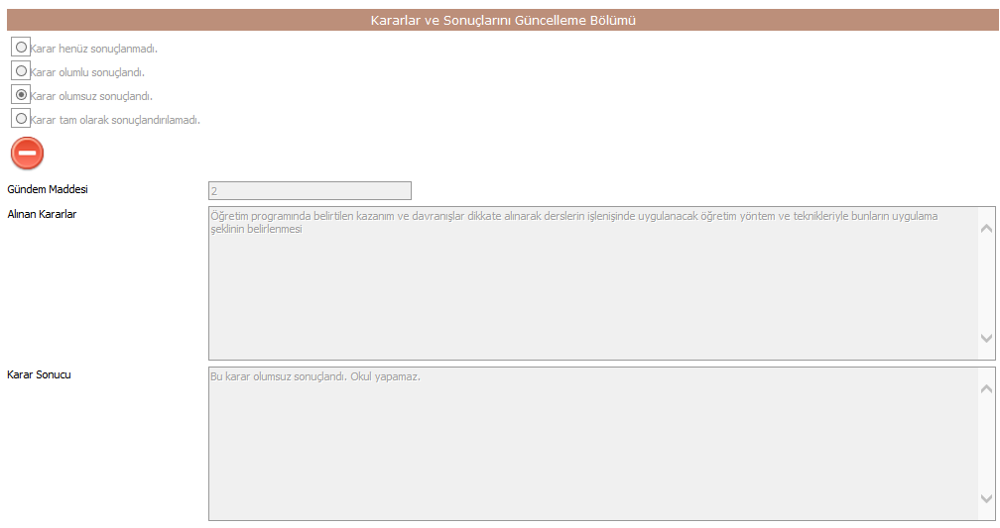 Kararlar ve Sonuçlarını Güncelleme Bölümü
Karar henüz sonuçlanmadı.
Karar olumlu sonuçlandı.
Karar olumsuz sonuçlandı.
Karar tam olarak sonuçlandırılamadı.
Gündem Maddesi
2
Alınan Kararlar
Öğretim programında belirtilen kazanım ve davranışlar dikkate alınarak derslerin işlenişinde uygulanacak öğretim yöntem ve teknikleriyle bunların uygulama
şeklinin belirlenmesi
Karar Sonucu
Bu karar olumsuz sonuçlandı. Okul yapamaz.